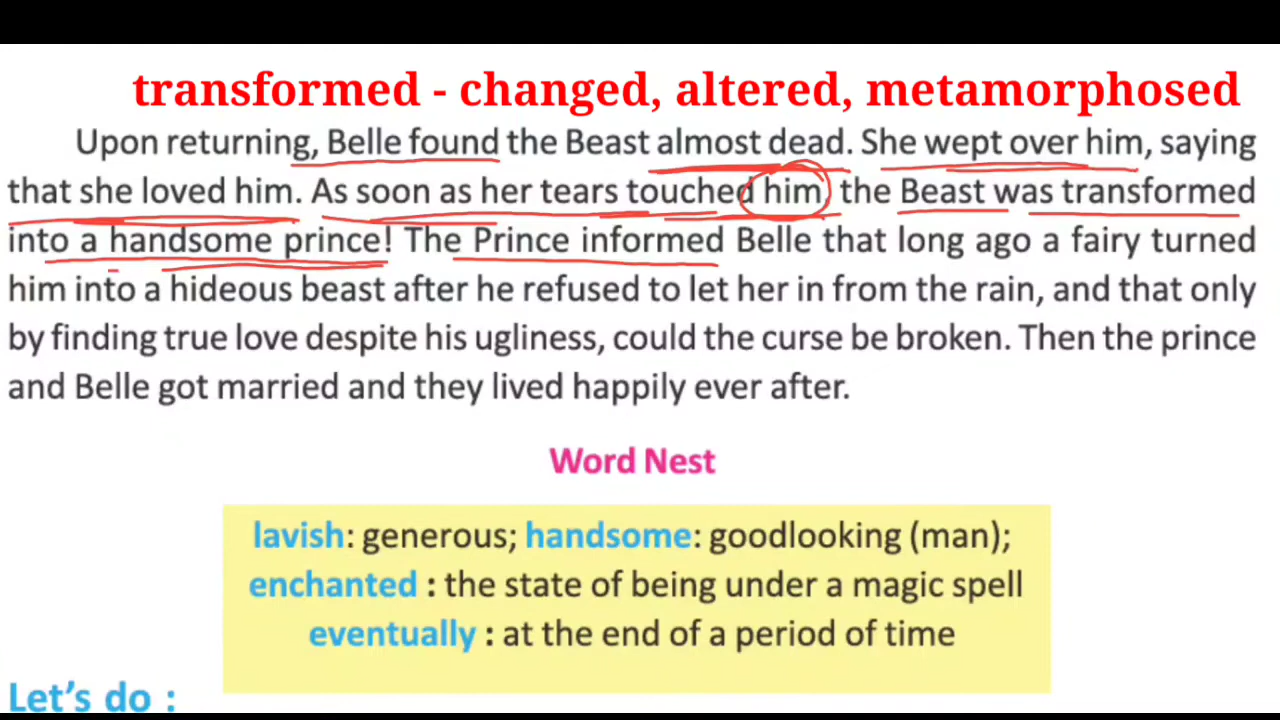 transformed - changed, altered, metamorphosed
Upon returning, Belle found the Beast almost dead. She wept over him, saying
that she loved him. As soon as her tears touched him the Beast was transformed
into a handsome prince! The Prince informed Belle that long ago a fairy turned
him into a hideous beast after he refused to let her in from the rain, and that only
by finding true love despite his ugliness, could the curse be broken. Then the prince
and Belle got married and they lived happily ever after.
Word Nest
lavish: generous; handsome: goodlooking (man);
enchanted : the state of being under a magic spell
eventually : at the end of a period of time
Let's do :